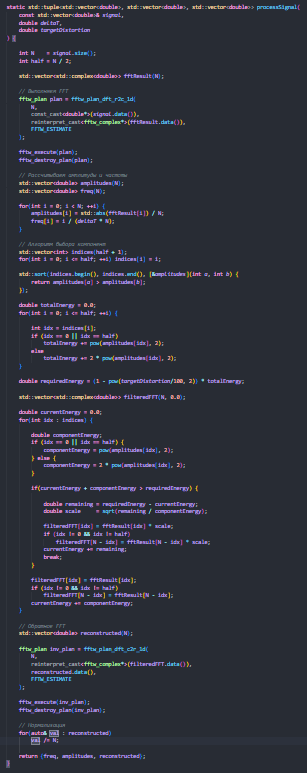 static std::tuple<std::vector<double>, std::vector<double>, std::vector<double>> processSignal(
const std::vector<double>& signal,
double deltaT,
double targetDistortion
) {
int N = signal.size();
int half = N / 2;
std::vector<std::complex<double>> fftResult(N);
// Выполнение FFT
fftw_plan plan = fftw_plan_dft_r2c_1d(
N,
const_cast<double*>(signal.data()),
reinterpret_cast<fftw_complex*>(fftResult.data()),
FFTW_ESTIMATE
);
fftw_execute(plan);
fftw_destroy_plan(plan);
// Рассчитываем амплитуды и частоты
std::vector<double> amplitudes(N);
std::vector<double> freq(N);
for(int i = 0; i < N; ++i) {
amplitudes[i] = std::abs(fftResult[i]) / N;
freq[i] = i / (deltaT * N);
}
// Алгоритм выбора компонент
std::vector<int> indices(half + 1);
for(int i = 0; i <= half; ++i) indices[i] = i;
std::sort(indices.begin(), indices.end(), [&amplitudes](int a, int b) {
return amplitudes[a] > amplitudes[b];
});
double totalEnergy = 0.0;
for(int i = 0; i <= half; ++i) {
int idx = indices[i];
if (idx == 0 || idx == half)
totalEnergy += pow(amplitudes[idx], 2);
else
totalEnergy += 2 * pow(amplitudes[idx], 2);
}
double requiredEnergy = (1 - pow(targetDistortion/100, 2)) * totalEnergy;
std::vector<std::complex<double>> filteredFFT(N, 0.0);
double currentEnergy = 0.0;
for(int idx : indices) {
double componentEnergy;
if (idx == 0 || idx == half) {
componentEnergy = pow(amplitudes[idx], 2);
} else {
componentEnergy = 2 * pow(amplitudes[idx], 2);
}
if(currentEnergy + componentEnergy > requiredEnergy) {
double remaining = requiredEnergy - currentEnergy;
double scale = sqrt(remaining / componentEnergy);
filteredFFT[idx] = fftResult[idx] * scale;
if (idx != 0 && idx != half)
filteredFFT[N - idx] = fftResult[N - idx] * scale;
currentEnergy += remaining;
break;
}
filteredFFT[idx] = fftResult[idx];
if (idx != 0 && idx != half)
filteredFFT[N - idx] = fftResult[N - idx];
currentEnergy += componentEnergy;
}
// Обратное FFT
std::vector<double> reconstructed(N);
fftw_plan inv_plan = fftw_plan_dft_c2r_1d(
N,
reinterpret_cast<fftw_complex*>(filteredFFT.data()),
reconstructed.data(),
FFTW_ESTIMATE
);
fftw_execute(inv_plan);
fftw_destroy_plan(inv_plan);
// Нормализация
for(auto& val : reconstructed)
val /= N;
return {freq, amplitudes, reconstructed};
}